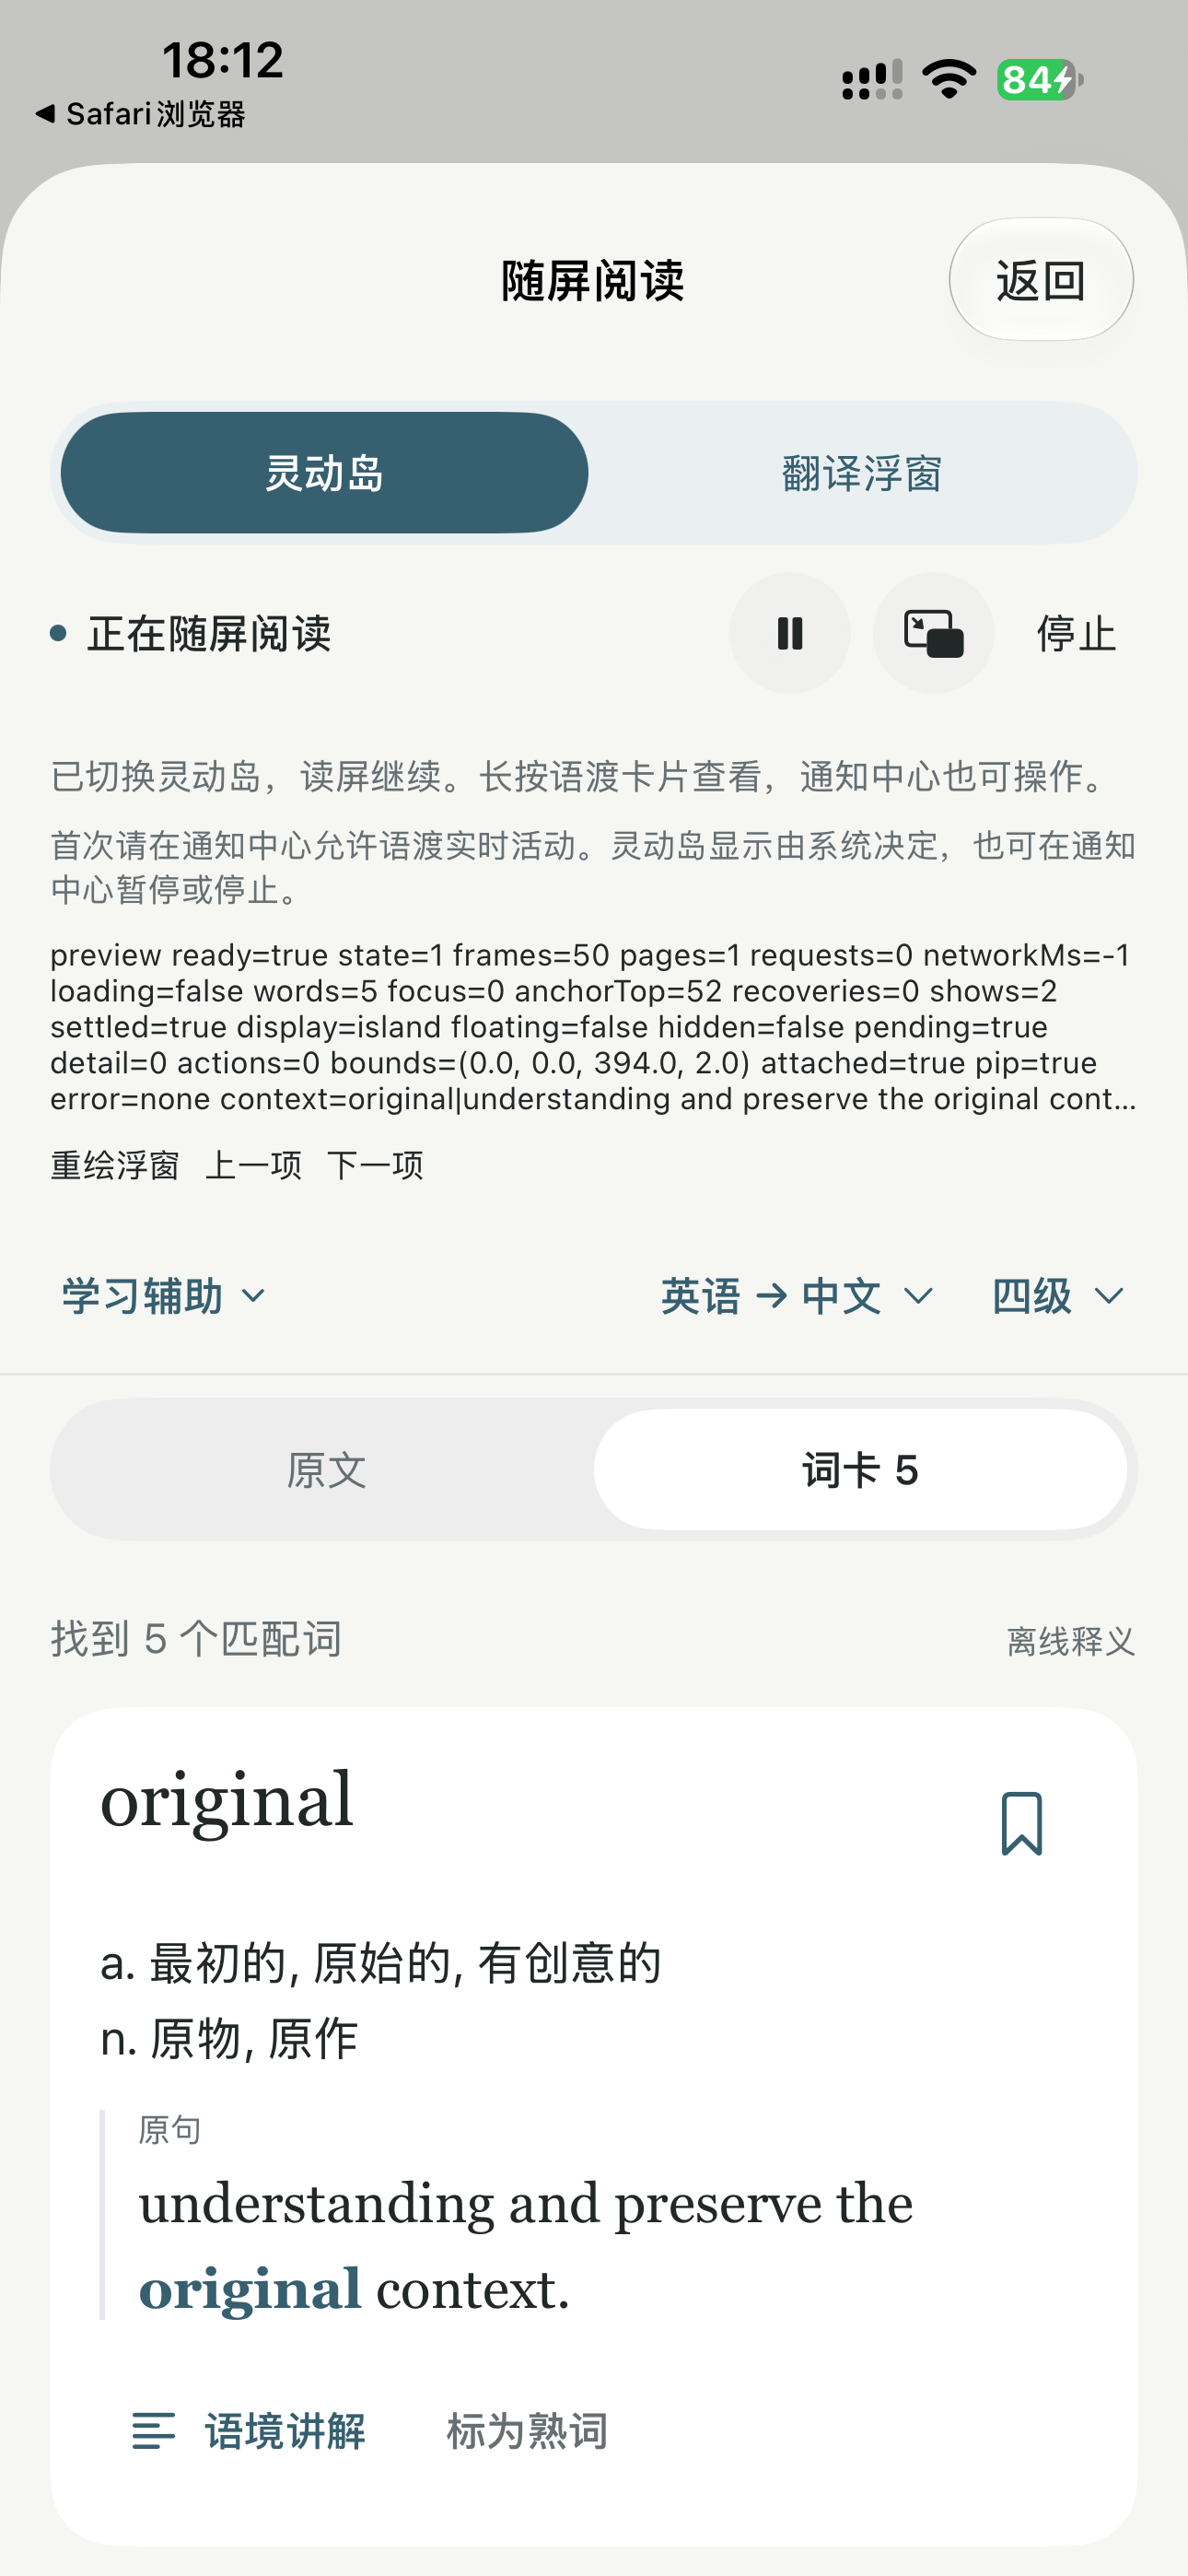 18:12
84
Safari浏览器
随屏阅读
返回
灵动岛
翻译浮窗
正在随屏阅读
停止
已切换灵动岛，读屏继续。长按语渡卡片查看，通知中心也可操作。
首次请在通知中心允许语渡实时活动。灵动岛显示由系统决定，也可在通知
中心暂停或停止。
preview ready=true state=1 frames=50 pages=1 requests=0 networkMs=-1
loading=false words=5 focus=0 anchorTop=52 recoveries=0 shows=2
settled=true display=island floating=false hidden=false pending=true
detail=0 actions=0 bounds=(0.0, 0.0, 394.0, 2.0) attached=true pip=true
error=none context=original|understanding and preserve the original cont...
重绘浮窗 上一项 下一项
学习辅助
英语 → 中文
四级
原文
词卡 5
找到 5 个匹配词
离线释义
original
a. 最初的, 原始的, 有创意的
n. 原物, 原作
原句
understanding and preserve the
original context.
语境讲解
标为熟词